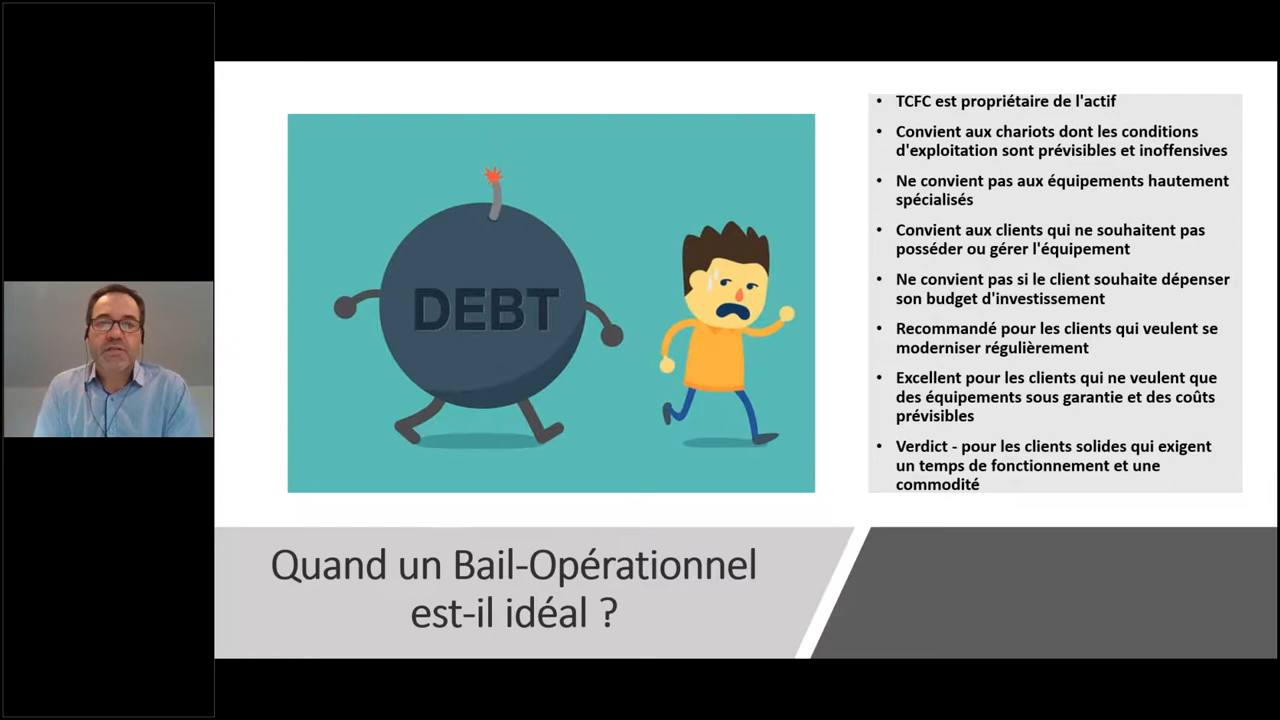 DEBT
• TCFC est propriétaire de l'actif
• Convient aux chariots dont les conditions
d'exploitation sont prévisibles et inoffensives
• Ne convient pas aux équipements hautement
spécialisés
• Convient aux clients qui ne souhaitent pas
posséder ou gérer l'équipement
• Ne convient pas si le client souhaite dépenser
son budget d'investissement
• Recommandé pour les clients qui veulent se
moderniser régulièrement
• Excellent pour les clients qui ne veulent que
des équipements sous garantie et des coûts
prévisibles
• Verdict - pour les clients solides qui exigent
un temps de fonctionnement et une
commodité
Quand un Bail-Opérationnel
est-il idéal ?